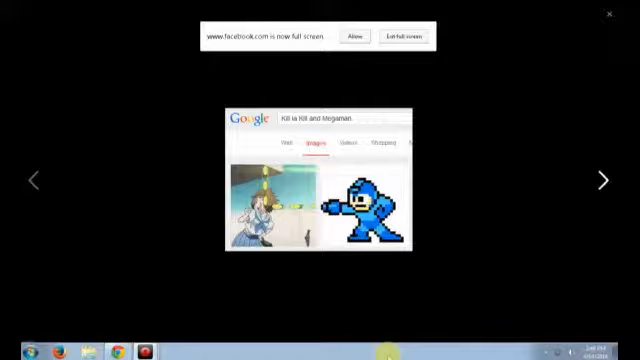 www.facebook.com is now full screen.
Allow
Exit full screen
Google
Kill la Kill and Megaman
Web
Images
Videos
Shopping